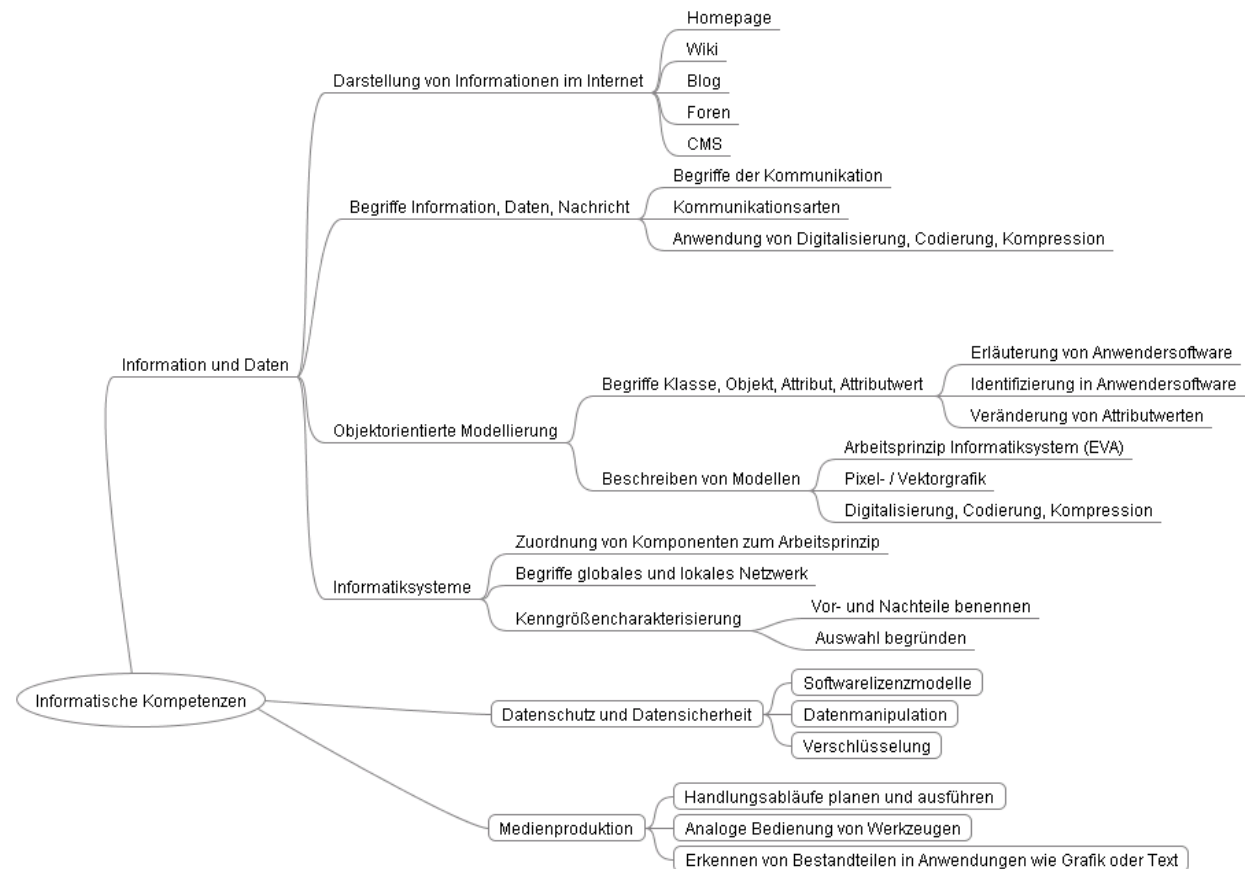 Homepage
Wiki
Darstellung von Informationen im Internet
Blog
Foren
CMS
Begriffe der Kommunikation
Begriffe Information, Daten, Nachricht
Kommunikationsarten
Anwendung von Digitalisierung, Codierung, Kompression
Information und Daten
Erläuterung von Anwendersoftware
Begriffe Klasse, Objekt, Attribut, Attributwert
Identifizierung in Anwendersoftware
Veränderung von Attributwerten
Objektorientierte Modellierung
Arbeitsprinzip Informatiksystem (EVA)
Beschreiben von Modellen
Pixel- / Vektorgrafik
Digitalisierung, Codierung, Kompression
Zuordnung von Komponenten zum Arbeitsprinzip
Informatiksysteme
Begriffe globales und lokales Netzwerk
Kenngrößencharakterisierung
Vor- und Nachteile benennen
Auswahl begründen
Informatische Kompetenzen
Softwarelizenzmodelle
Datenschutz und Datensicherheit
Datenmanipulation
Verschlüsselung
Handlungsabläufe planen und ausführen
Medienproduktion
Analoge Bedienung von Werkzeugen
Erkennen von Bestandteilen in Anwendungen wie Grafik oder Text